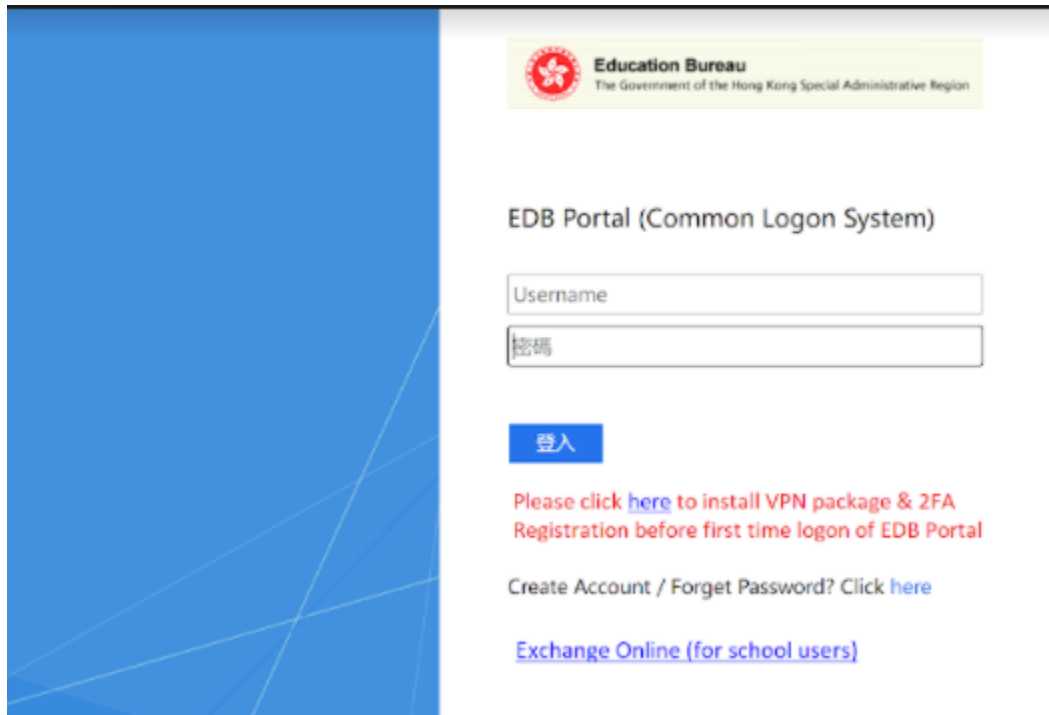 Education Bureau
The Government of the Hong Kong Special Administrative Region
EDB Portal (Common Logon System)
Username
密碼
登入
Please click here to install VPN package & 2FA
Registration before first time logon of EDB Portal
Create Account / Forget Password? Click here
Exchange Online (for school users)